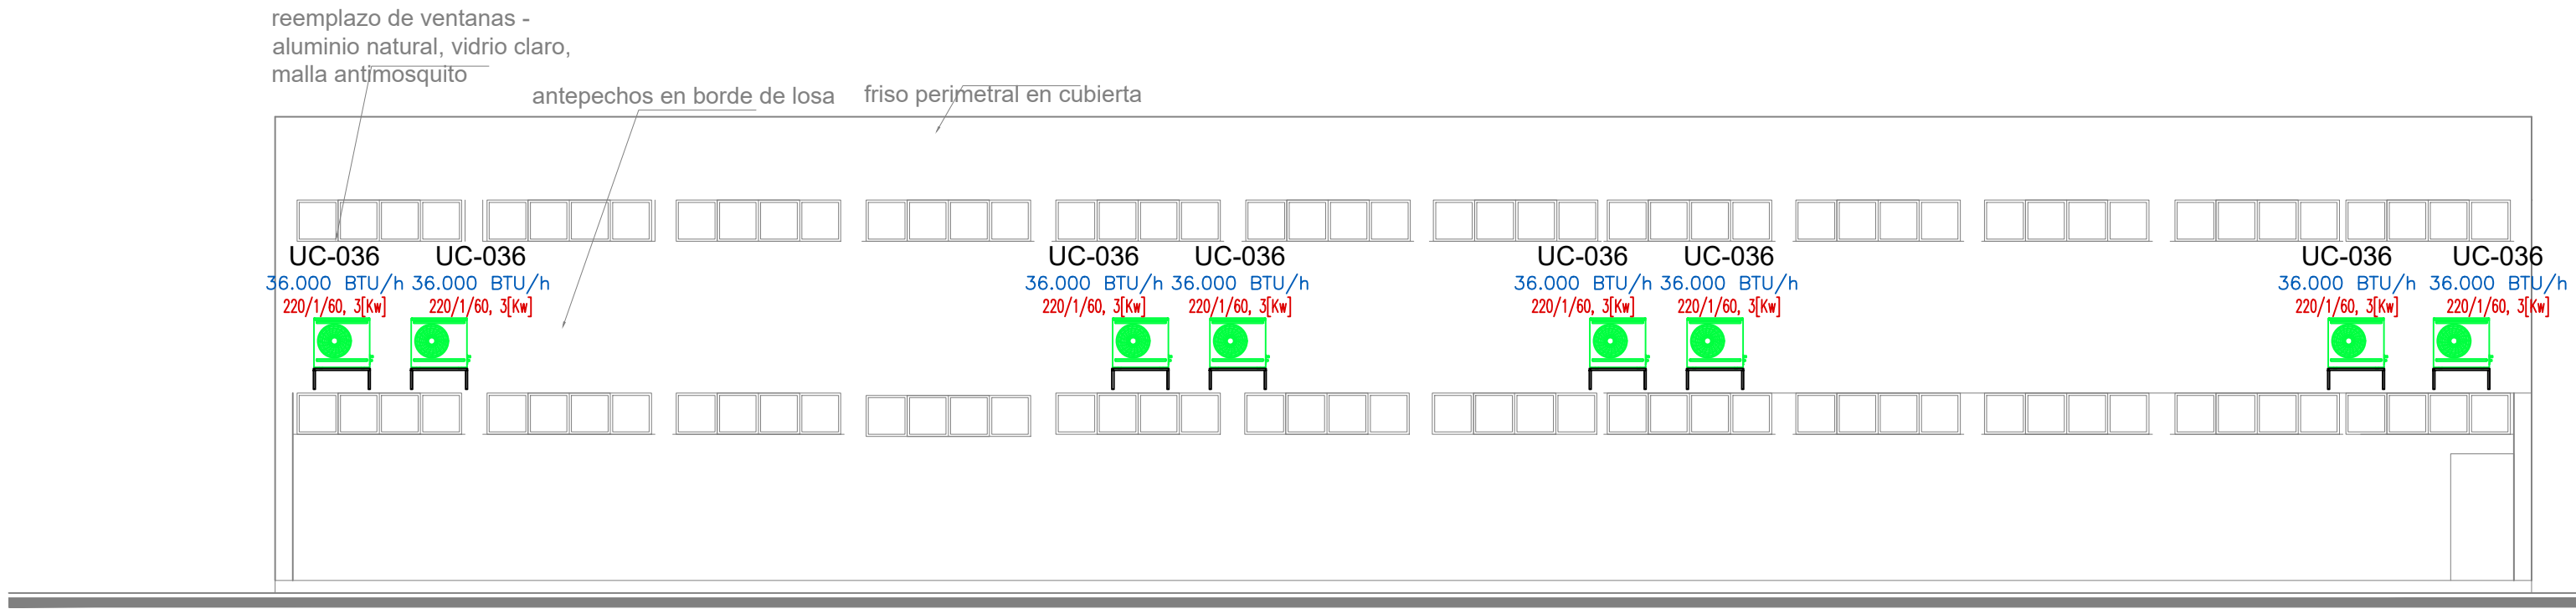 reemplazo de ventanas -
aluminio natural, vidrio claro,
malla antimosquito
antepechos en borde de losa
friso perimetral en cubierta
UC-036
36.000 BTU/h
220/1/60, 3[Kw]
UC-036
36.000 BTU/h
220/1/60, 3[Kw]
UC-036
36.000 BTU/h
220/1/60, 3[Kw]
UC-036
36.000 BTU/h
220/1/60, 3[Kw]
UC-036
36.000 BTU/h
220/1/60, 3[Kw]
UC-036
36.000 BTU/h
220/1/60, 3[Kw]
UC-036
36.000 BTU/h
220/1/60, 3[Kw]
UC-036
36.000 BTU/h
220/1/60, 3[Kw]